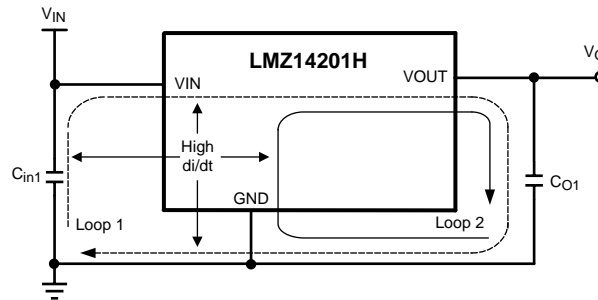 VIN
LMZ14201H
VIN
VOUT
High
di/dt
Cin1
CO1
GND
Loop 1
Loop 2